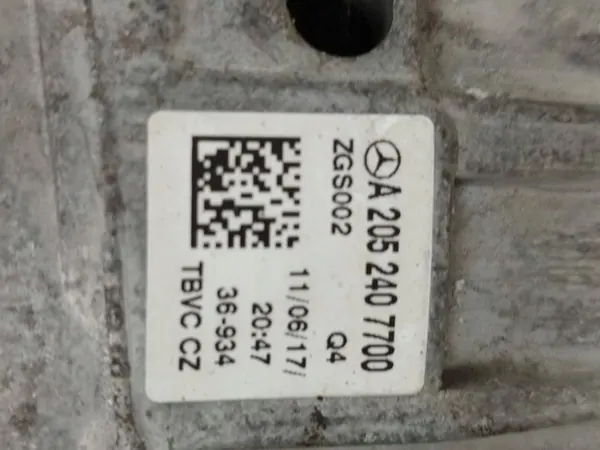 A 205 240 7700
ZGS002 Q4
11/06/17/
20:47
36-934
TBVC CZ